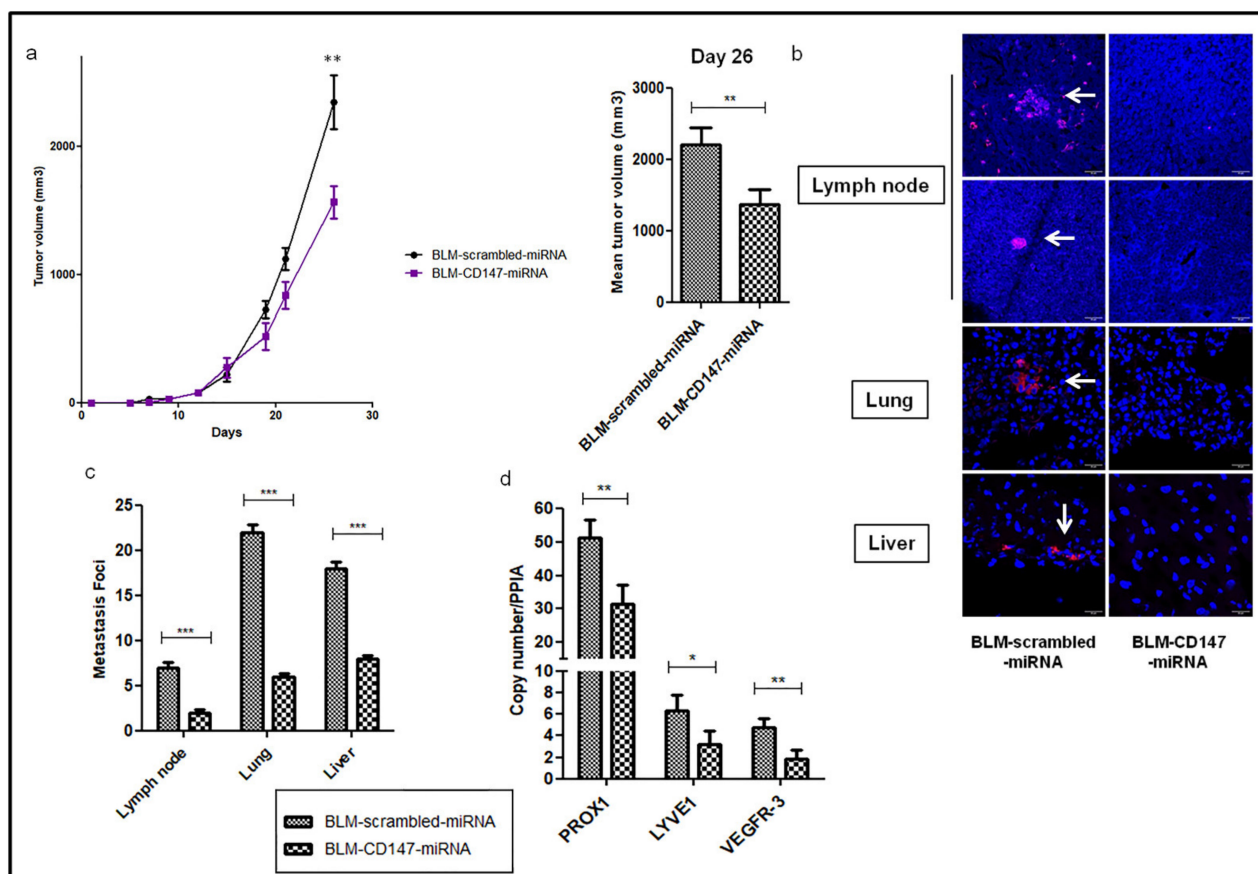 a
**
2000
1000
0
0
10
20
30
Tumor volume (mm3)
Days
BLM-scrambled-miRNA
BLM-CD147-miRNA
Day 26
**
3000
2000
1000
0
Mean tumor volume (mm3)
BLM-scrambled-miRNA
BLM-CD147-miRNA
b
Lymph node
Lung
Liver
BLM-scrambled
-miRNA
BLM-CD147
-miRNA
c
25
20
15
10
5
0
Metastasis Foci
***
***
***
Lymph node
Lung
Liver
BLM-scrambled-miRNA
BLM-CD147-miRNA
d
60
50
40
30
20
10
8
6
4
2
0
Copy number/PPIA
**
*
**
PROX1
LYVE1
VEGFR-3